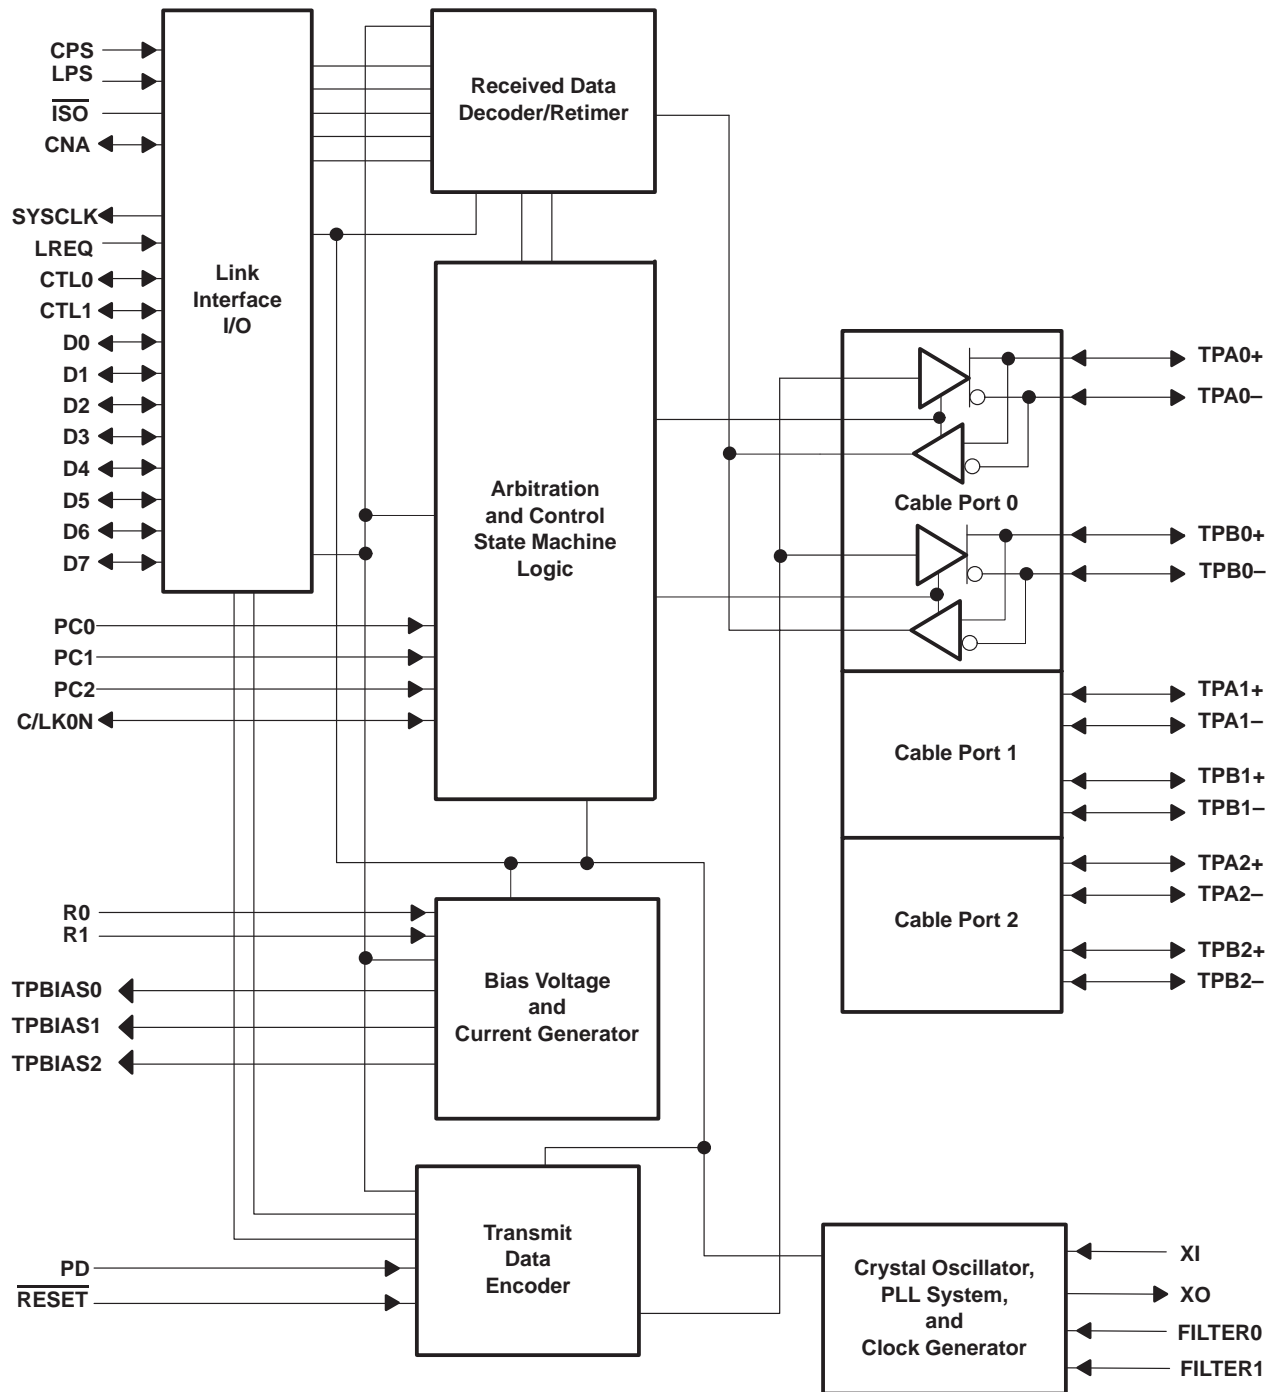 CPS
LPS
ISO
CNA
SYSCLK
LREQ
CTL0
CTL1
D0
D1
D2
D3
D4
D5
D6
D7
Link
Interface
I/O
Received Data
Decoder/Retimer
Arbitration
and Control
State Machine
Logic
PC0
PC1
PC2
C/LK0N
Cable Port 0
TPA0+
TPA0–
TPB0+
TPB0–
Cable Port 1
TPA1+
TPA1–
TPB1+
TPB1–
Cable Port 2
TPA2+
TPA2–
TPB2+
TPB2–
R0
R1
TPBIAS0
TPBIAS1
TPBIAS2
Bias Voltage
and
Current Generator
Transmit
Data
Encoder
PD
RESET
Crystal Oscillator,
PLL System,
and
Clock Generator
XI
XO
FILTER0
FILTER1